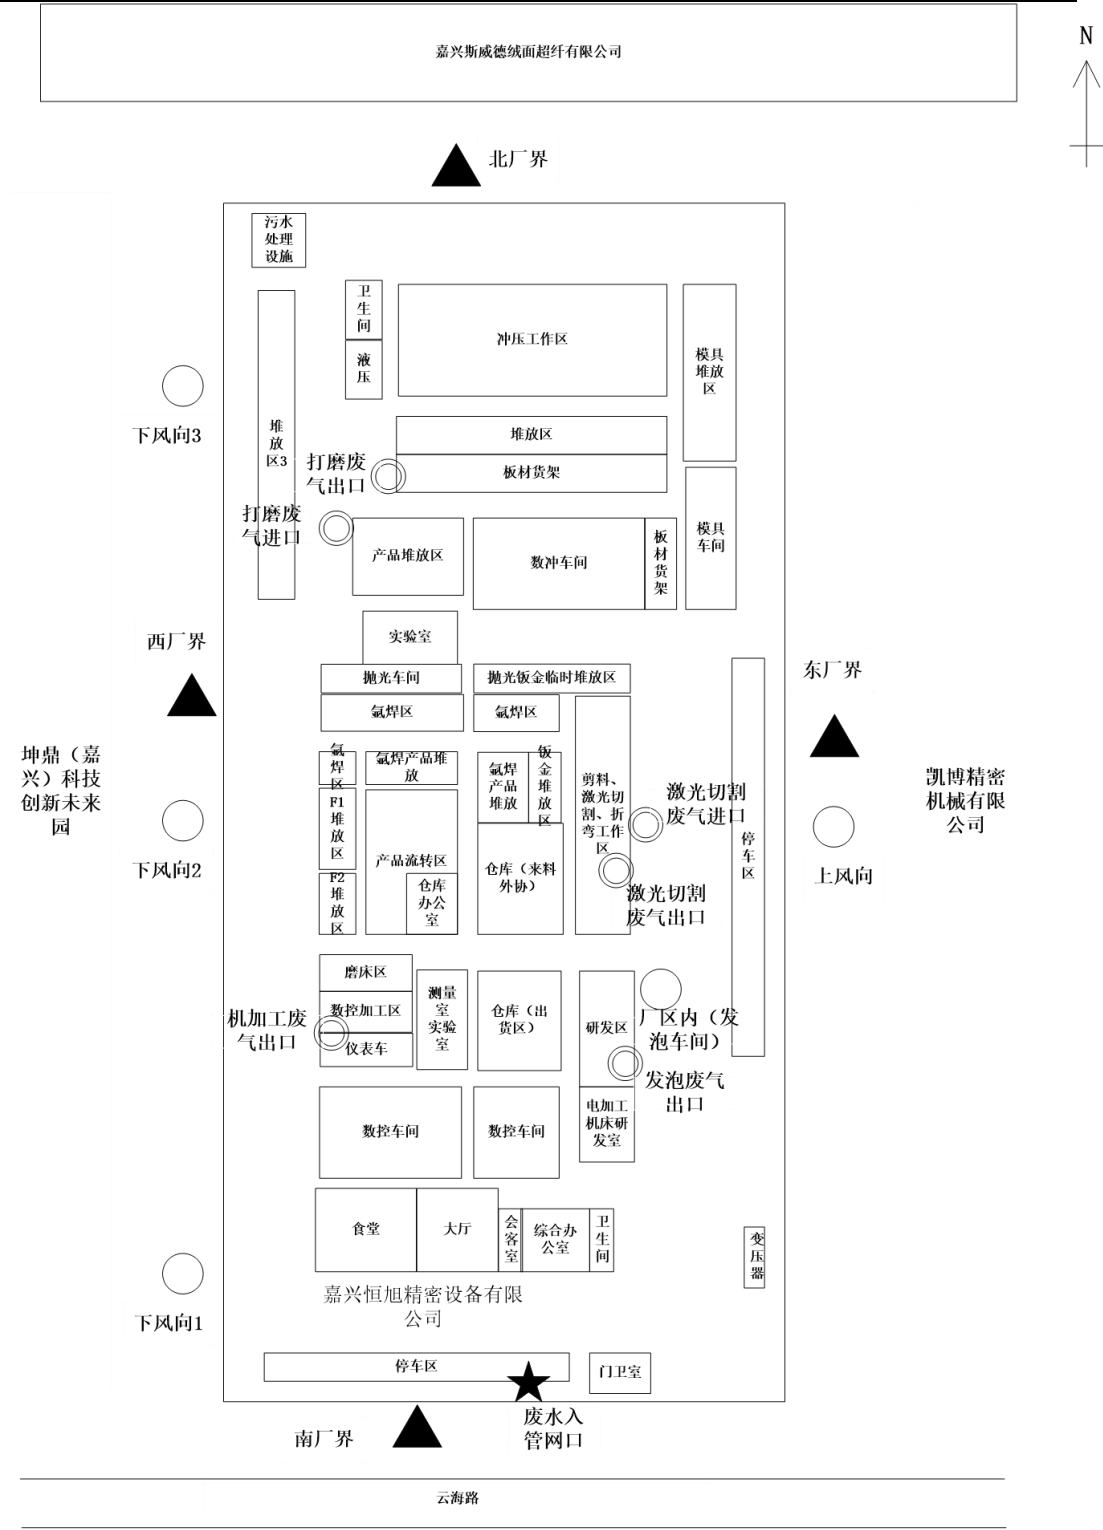 嘉兴斯威德绒面超纤有限公司
N
北厂界
污水
处理
设施
卫
生
间
液
压
冲压工作区
模具
堆放
区
下风向3
堆
放
区3
堆放区
板材货架
打磨废
气出口
打磨废
气进口
产品堆放区
数冲车间
板
材
货
架
模具
车间
实验室
西厂界
抛光车间
抛光钣金临时堆放区
东厂界
氩焊区
氩焊区
坤鼎（嘉
兴）科技
创新未来
园
氩
焊
区
氩焊产品堆
放
氩焊
产品
堆放
钣
金
堆
放
区
剪料、
激光切
割、折
弯工作
区
激光切割
废气进口
凯博精密
机械有限
公司
F1
堆
放
区
产品流转区
仓库（来料
外协）
停
车
区
下风向2
上风向
F2
堆
放
区
仓库
办公
室
激光切割
废气出口
磨床区
数控加工区
仪表车
机加工废
气出口
测量
室
实验
室
仓库（出
货区）
研发区
厂区内（发
泡车间）
发泡废气
出口
数控车间
数控车间
电加工
机床研
发室
食堂
大厅
会
客
室
综合办
公室
卫
生
间
变
压
器
嘉兴恒旭精密设备有限
公司
下风向1
停车区
门卫室
废水入
管网口
南厂界
云海路